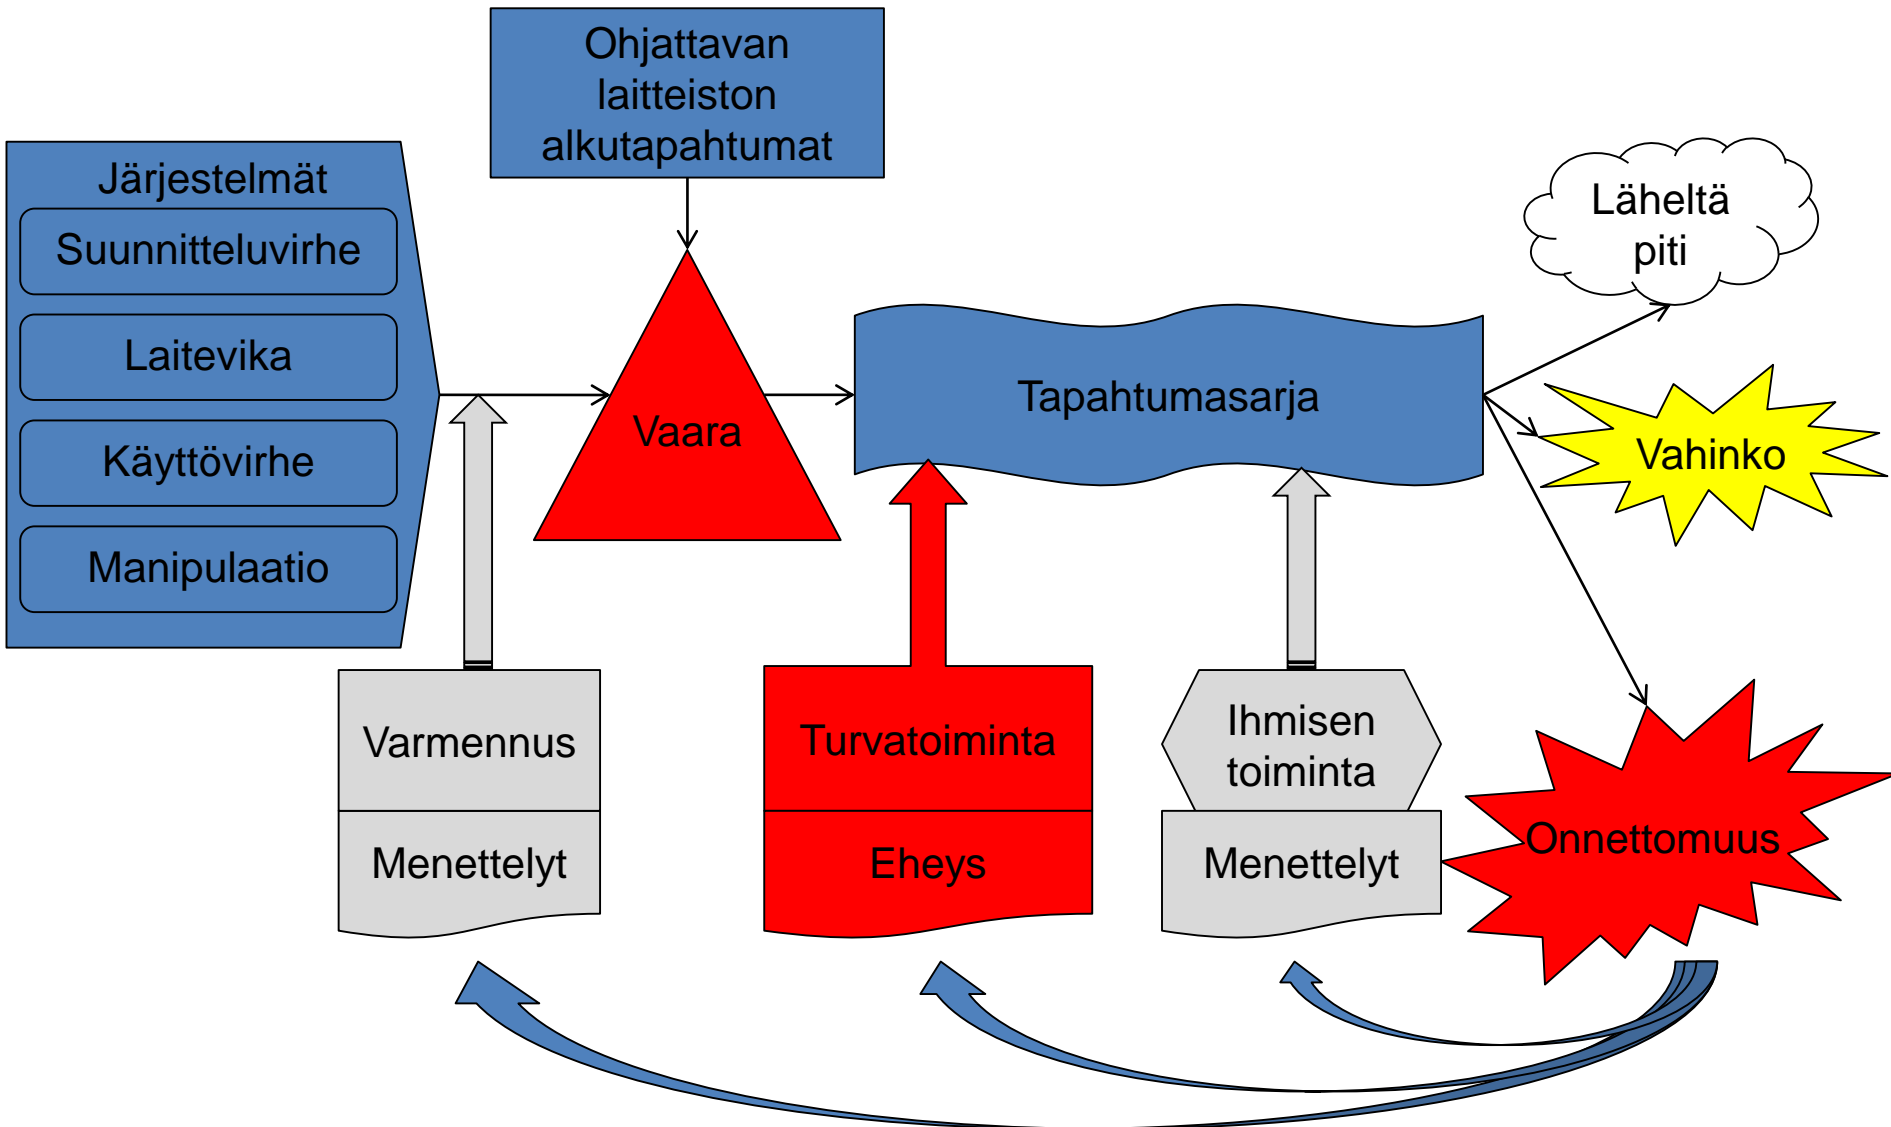 Ohjattavan
laitteiston
alkutapahtumat
Järjestelmät
Suunnitteluvirhe
Laitevika
Käyttövirhe
Manipulaatio
Vaara
Tapahtumasarja
Läheltä
piti
Vahinko
Onnettomuus
Varmennus
Menettelyt
Turvatoiminta
Eheys
Ihmisen
toiminta
Menettelyt